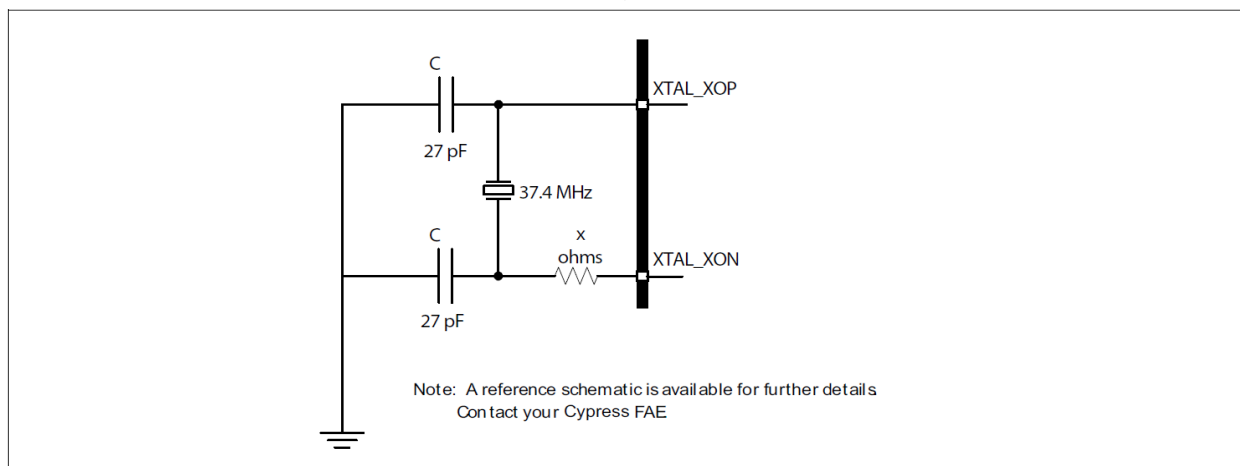 C
XTAL_XOP
27 pF
37.4 MHz
C
x
ohms
XTAL_XON
27 pF
Note: A reference schematic is available for further details.
Contact your Cypress FAE